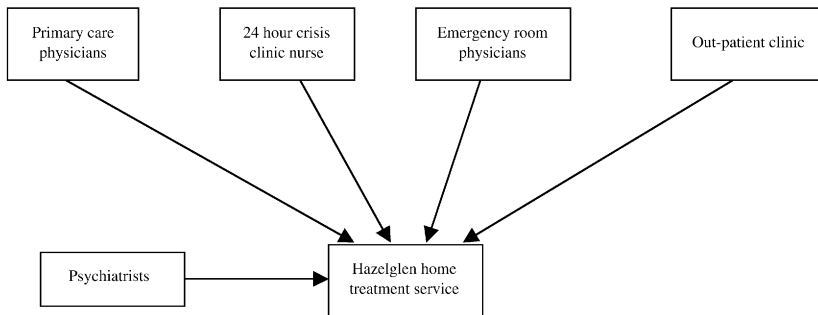 Primary care
physicians
24 hour crisis
clinic nurse
Emergency room
physicians
Out-patient clinic
Psychiatrists
Hazelglen home
treatment service